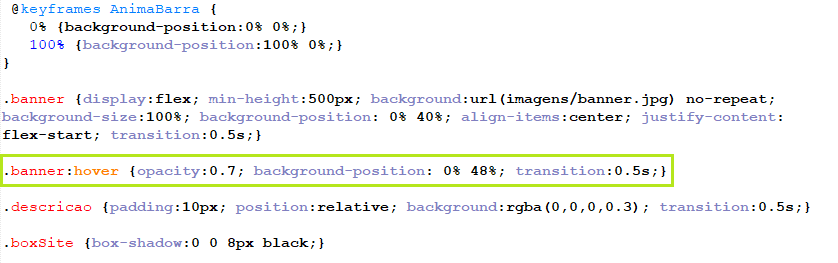 @keyframes AnimaBarra {
0% {background-position:0% 0%;}
100% {background-position:100% 0%;}
}
.banner {display:flex; min-height:500px; background:url(imagens/banner.jpg) no-repeat;
background-size:100%; background-position: 0% 40%; align-items:center; justify-content:
flex-start; transition:0.5s;}
.banner:hover {opacity:0.7; background-position: 0% 48%; transition:0.5s;}
.descricao {padding:10px; position:relative; background:rgba(0,0,0,0.3); transition:0.5s;}
.boxSite {box-shadow:0 0 8px black;}